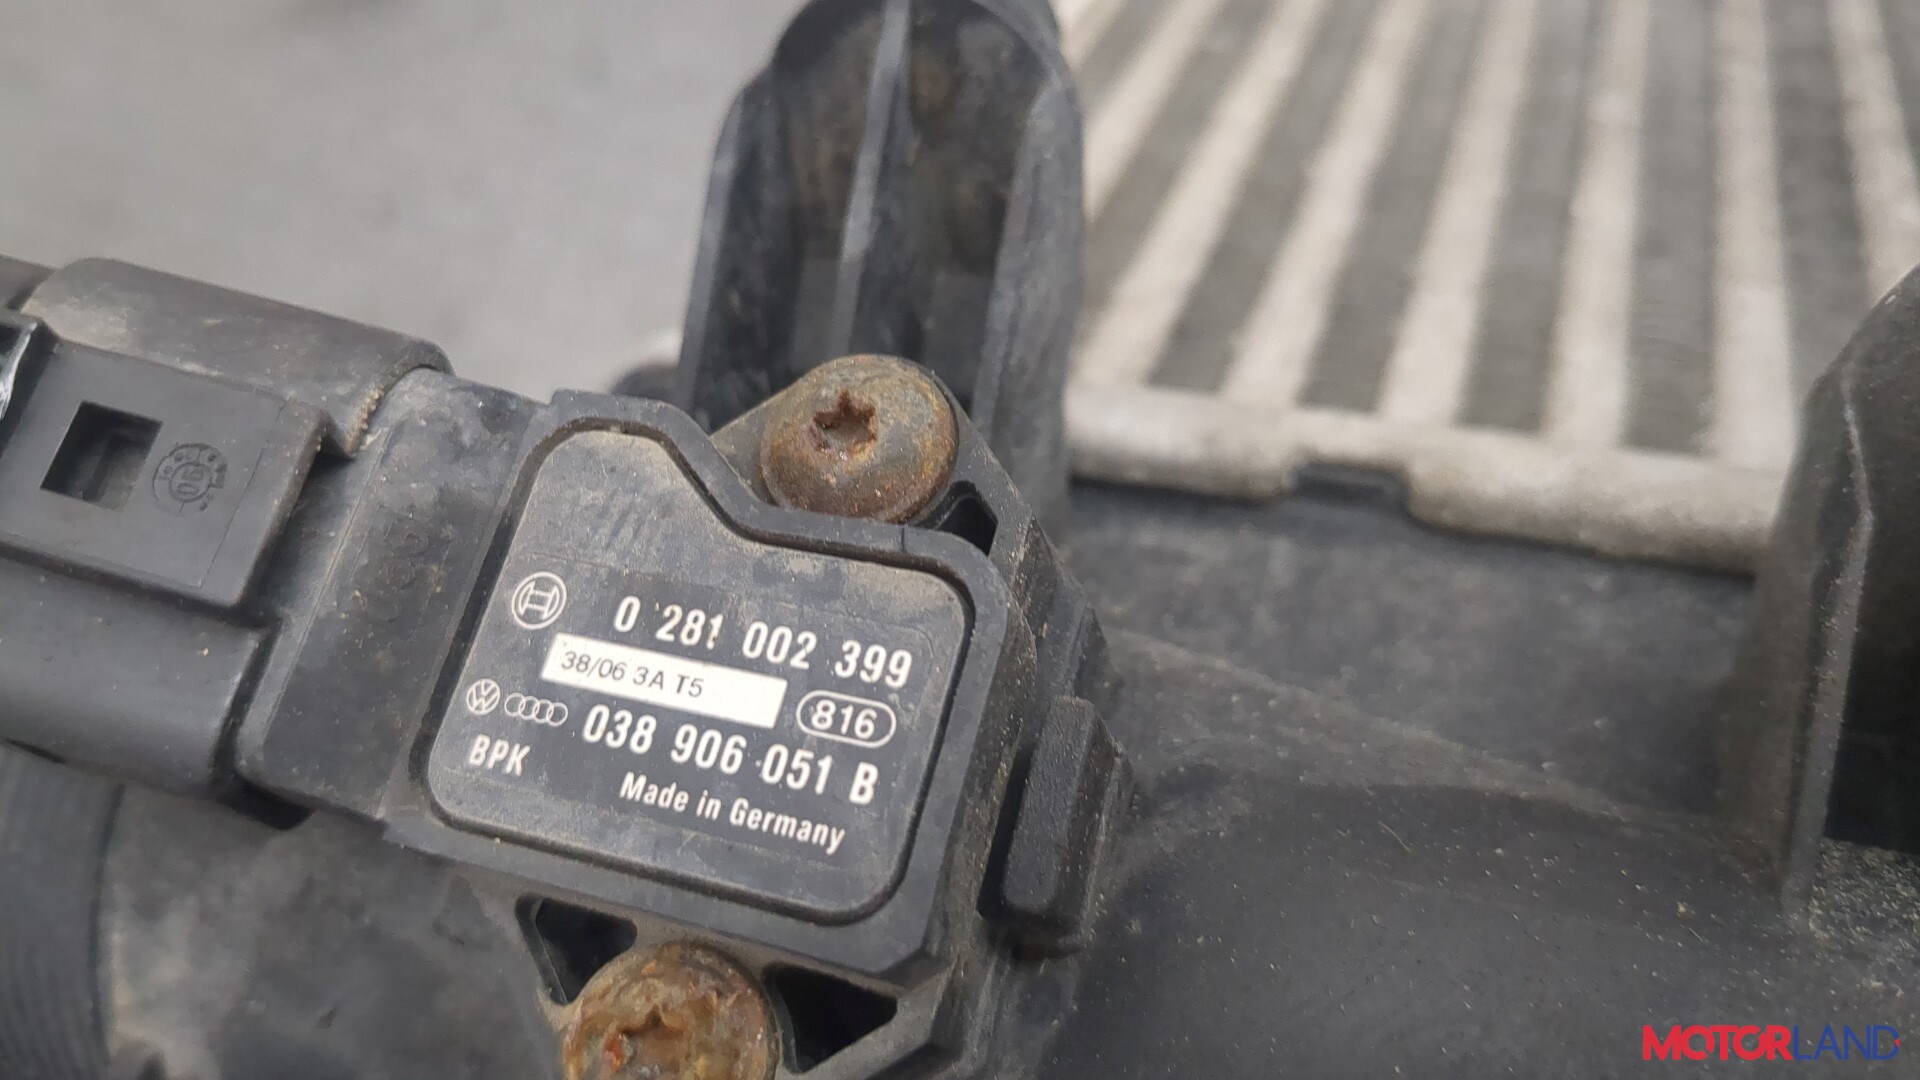 0 281 002 399
38/06 3A T5
816
038 906 051 B
BPK
Made in Germany
MOTORLAND